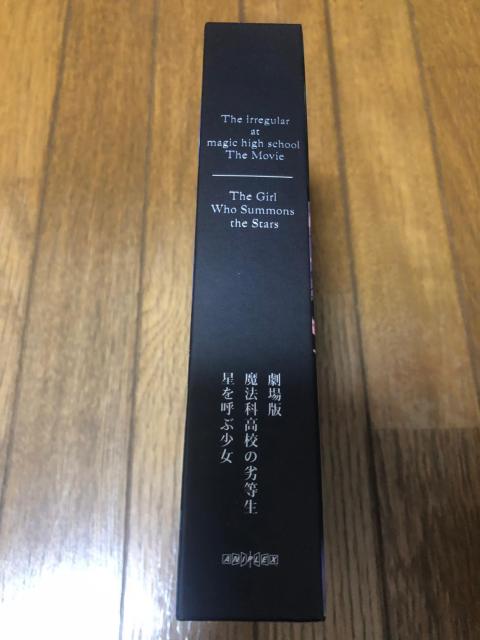 The irregular
at
magic high school
The Movie
The Girl
Who Summons
the Stars
劇場版
魔法科高校の劣等生
星を呼ぶ少女
ANIPLEX